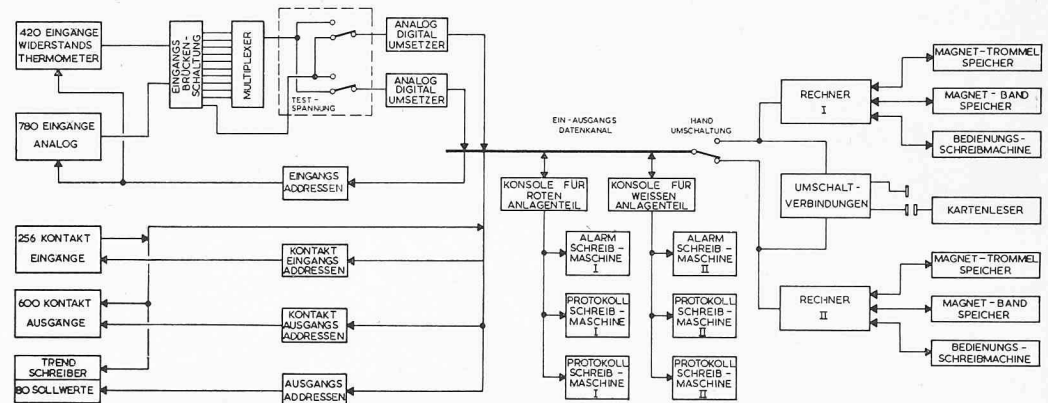 420 EINGÄNGE
WIDERSTANDS
THERMOMETER
780 EINGÄNGE
ANALOG
EINGANGS
BRÜCKEN-
SCHALTUNG
MULTIPLEXER
TEST-
SPANNUNG
ANALOG
DIGITAL
UMSETZER
ANALOG
DIGITAL
UMSETZER
EINGANGS
ADDRESSEN
256 KONTAKT
EINGÄNGE
KONTAKT
EINGANGS
ADDRESSEN
600 KONTAKT
AUSGÄNGE
KONTAKT
AUSGANGS
ADDRESSEN
TREND
SCHREIBER
80 SOLLWERTE
AUSGANGS
ADDRESSEN
EIN-AUSGANGS
DATENKANAL
HAND
UMSCHALTUNG
KONSOLE FÜR
ROTEN
ANLAGENTEIL
KONSOLE FÜR
WEISSEN
ANLAGENTEIL
ALARM
SCHREIB-
MASCHINE
I
ALARM
SCHREIB-
MASCHINE
II
PROTOKOLL
SCHREIB-
MASCHINE
I
PROTOKOLL
SCHREIB-
MASCHINE
II
PROTOKOLL
SCHREIB-
MASCHINE
I
PROTOKOLL
SCHREIB-
MASCHINE
II
RECHNER
I
MAGNET-TROMMEL
SPEICHER
MAGNET-BAND
SPEICHER
BEDIENUNGS-
SCHREIBMACHINE
UMSCHALT-
VERBINDUNGEN
KARTENLESER
RECHNER
II
MAGNET-TROMMEL
SPEICHER
MAGNET-BAND
SPEICHER
BEDIENUNGS-
SCHREIBMACHINE